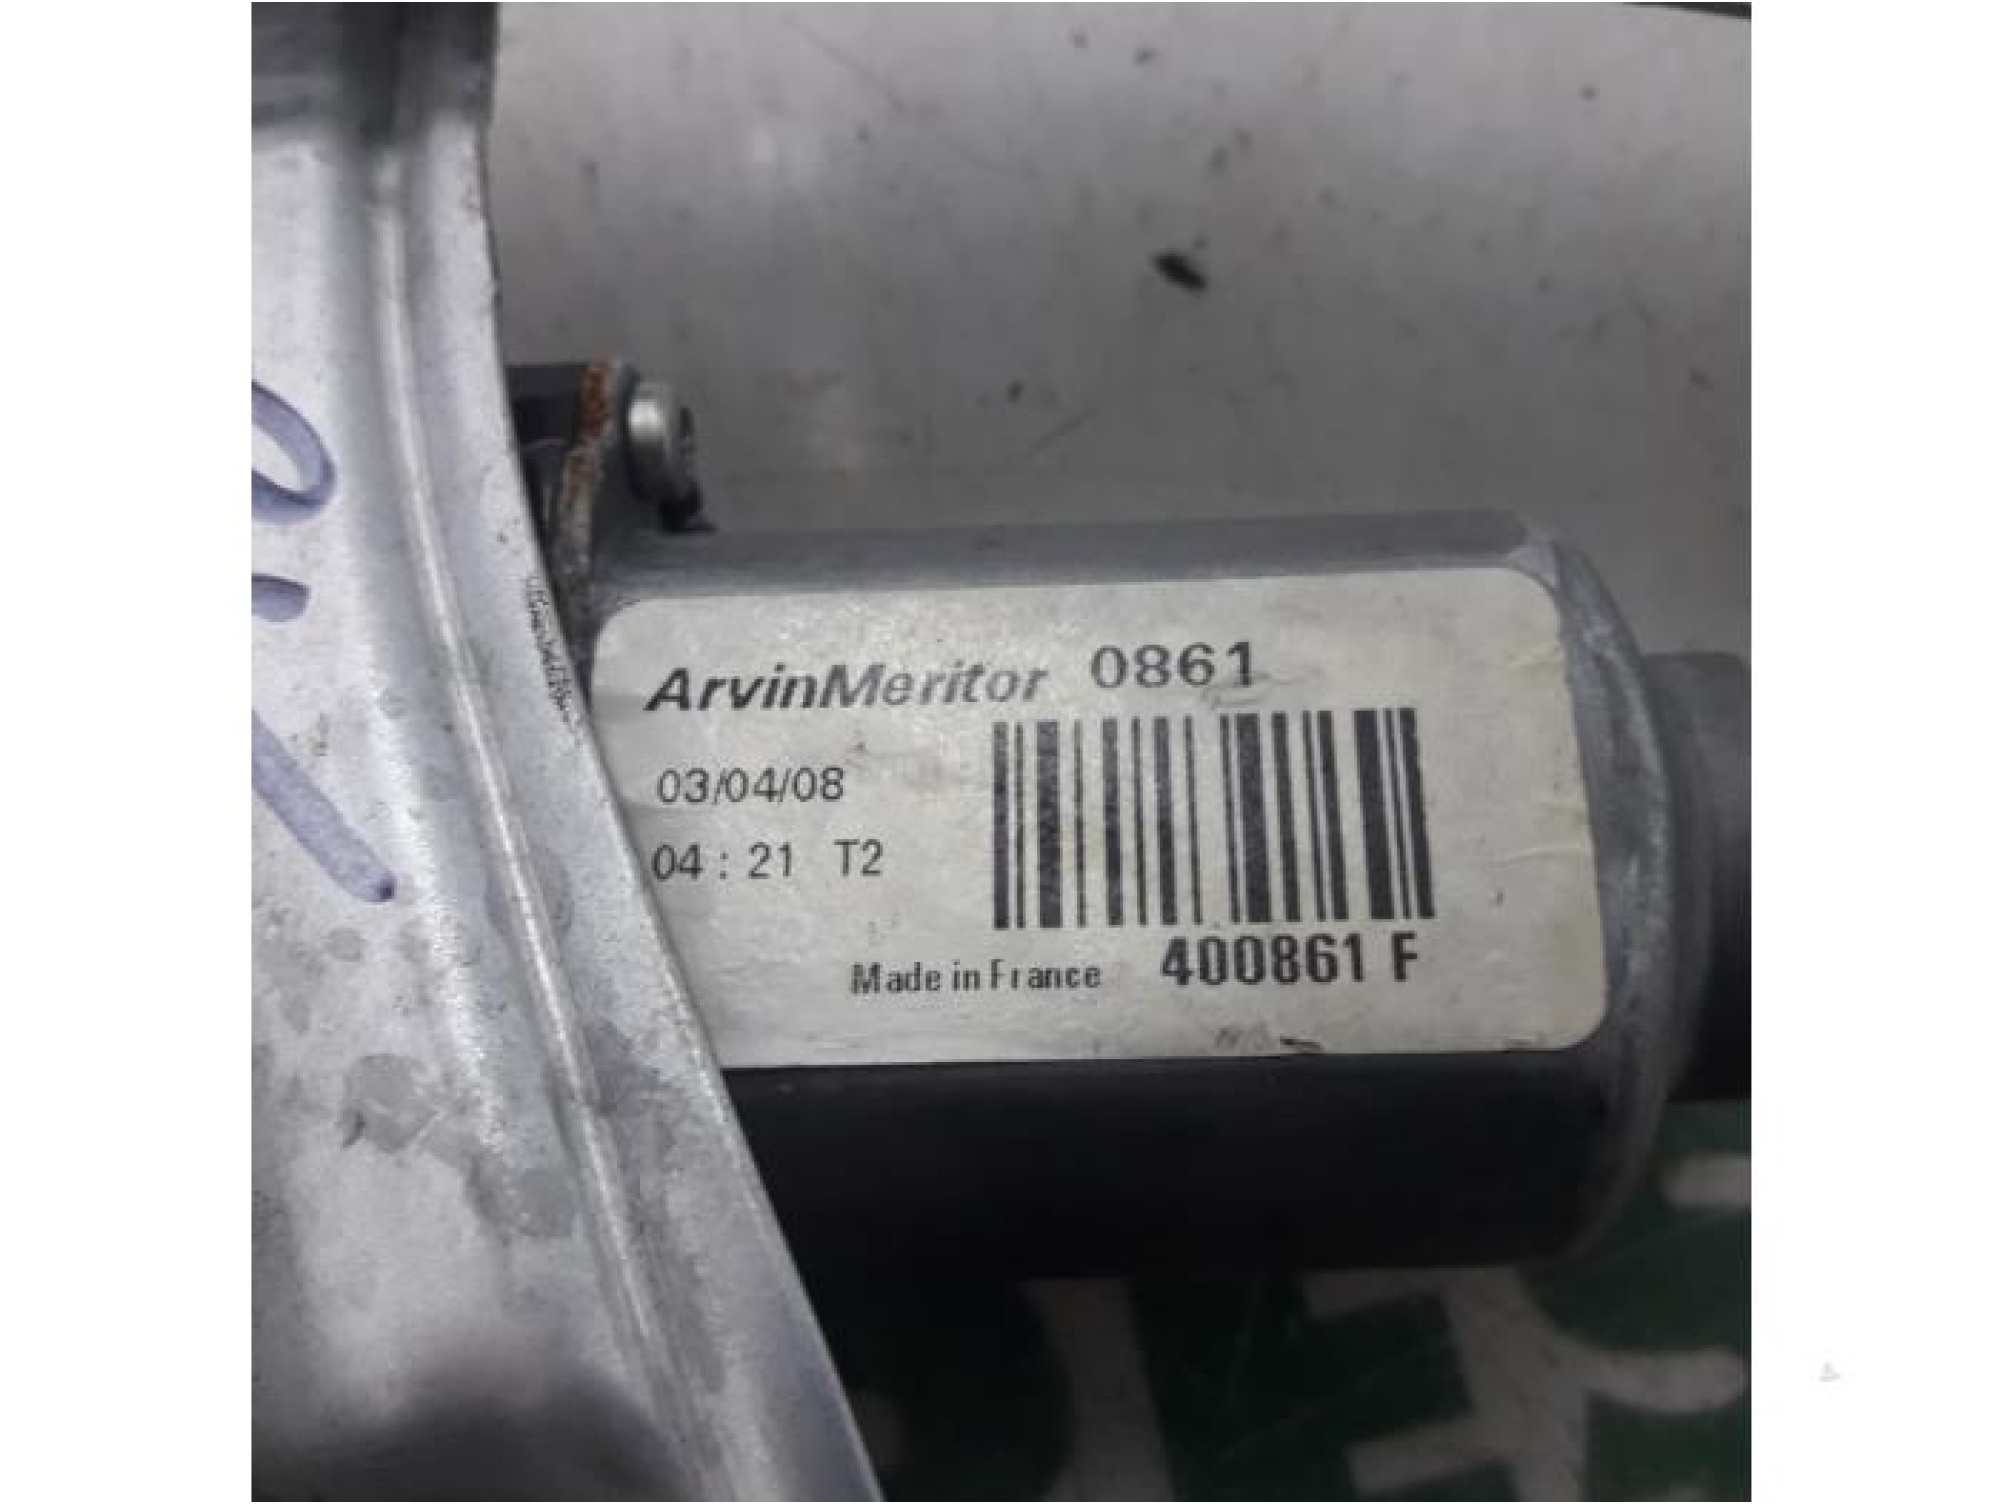 ArvinMeritor 0861
03/04/08
04 : 21 T2
Made in France 400861 F